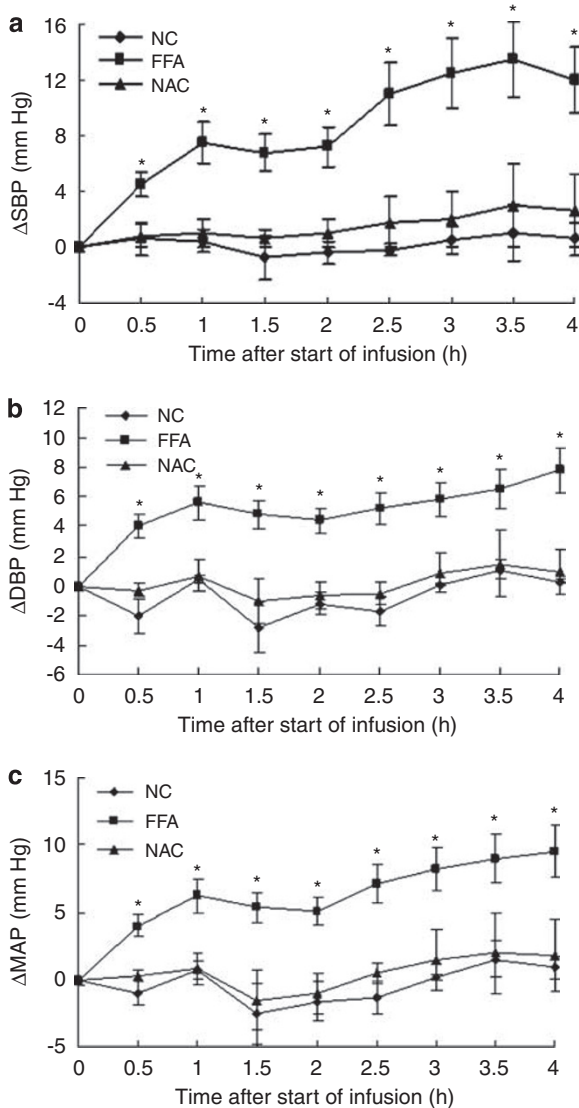 a
16
12
8
4
0
-4
ΔSBP (mm Hg)
NC
FFA
NAC
* * * * * * * *
0 0.5 1 1.5 2 2.5 3 3.5 4
Time after start of infusion (h)
b
12
10
8
6
4
2
0
-2
-4
-6
ΔDBP (mm Hg)
NC
FFA
NAC
* * * * * * * *
0 0.5 1 1.5 2 2.5 3 3.5 4
Time after start of infusion (h)
c
15
10
5
0
-5
ΔMAP (mm Hg)
NC
FFA
NAC
* * * * * * * *
0 0.5 1 1.5 2 2.5 3 3.5 4
Time after start of infusion (h)